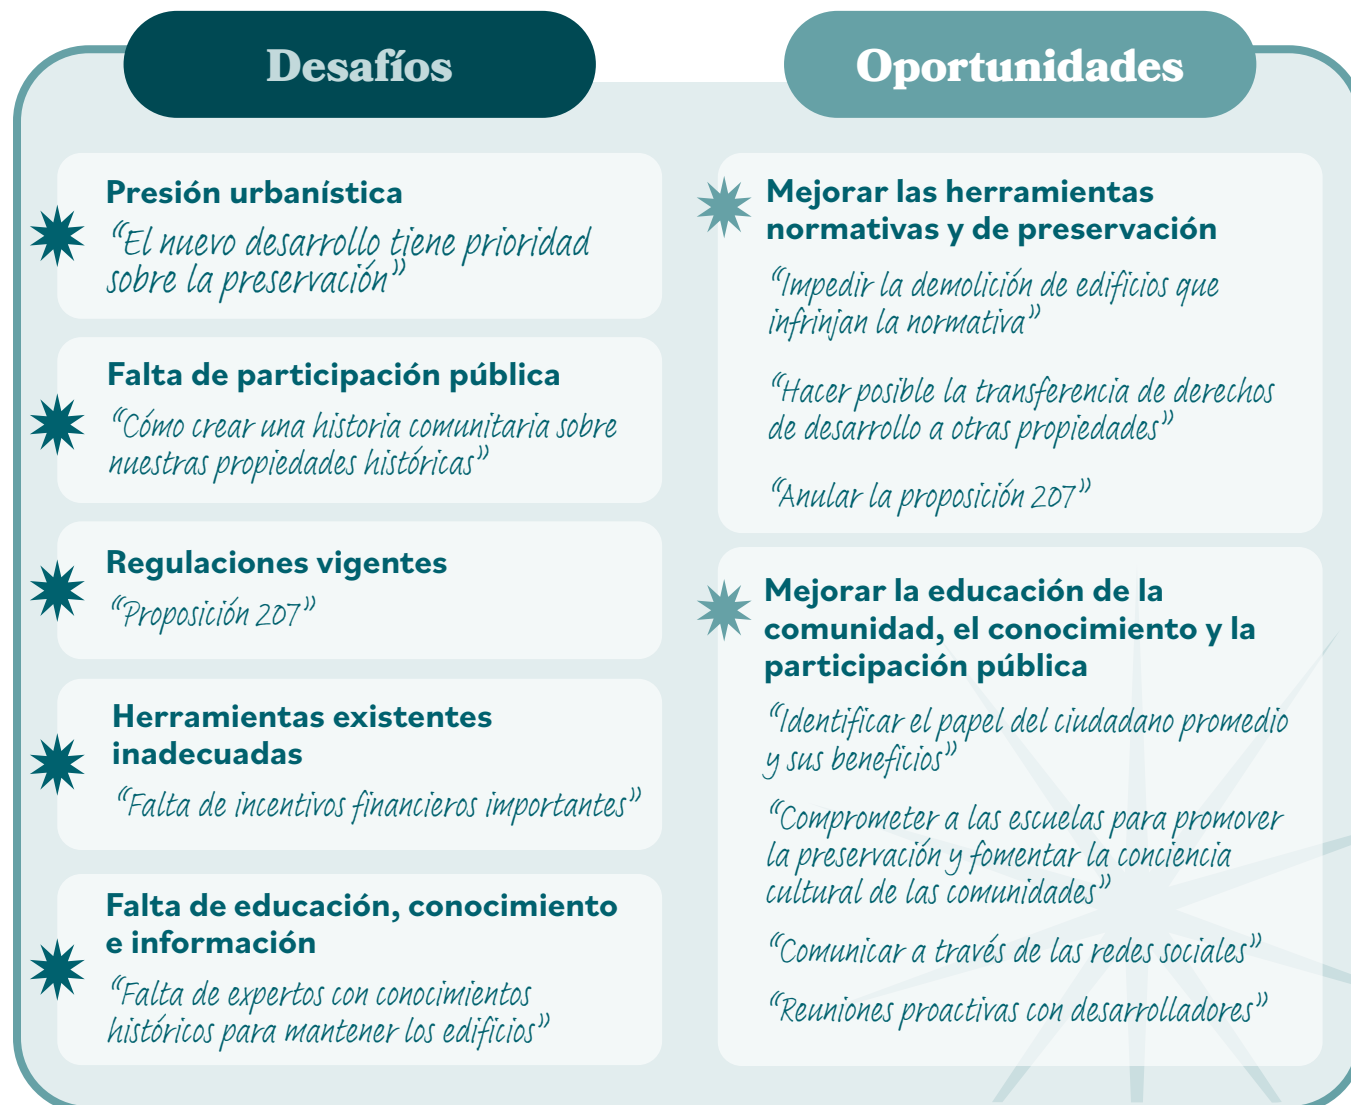 Desafíos
Presión urbanística
“El nuevo desarrollo tiene prioridad
sobre la preservación”
Falta de participación pública
“Cómo crear una historia comunitaria sobre
nuestras propiedades históricas”
Regulaciones vigentes
“Proposición 207”
Herramientas existentes
inadecuadas
“Falta de incentivos financieros importantes”
Falta de educación, conocimiento
e información
“Falta de expertos con conocimientos
históricos para mantener los edificios”
Oportunidades
Mejorar las herramientas
normativas y de preservación
“Impedir la demolición de edificios que
infrinjan la normativa”
“Hacer posible la transferencia de derechos
de desarrollo a otras propiedades”
“Anular la proposición 207”
Mejorar la educación de la
comunidad, el conocimiento y la
participación pública
“Identificar el papel del ciudadano promedio
y sus beneficios”
“Comprometer a las escuelas para promover
la preservación y fomentar la conciencia
cultural de las comunidades”
“Comunicar a través de las redes sociales”
“Reuniones proactivas con desarrolladores”